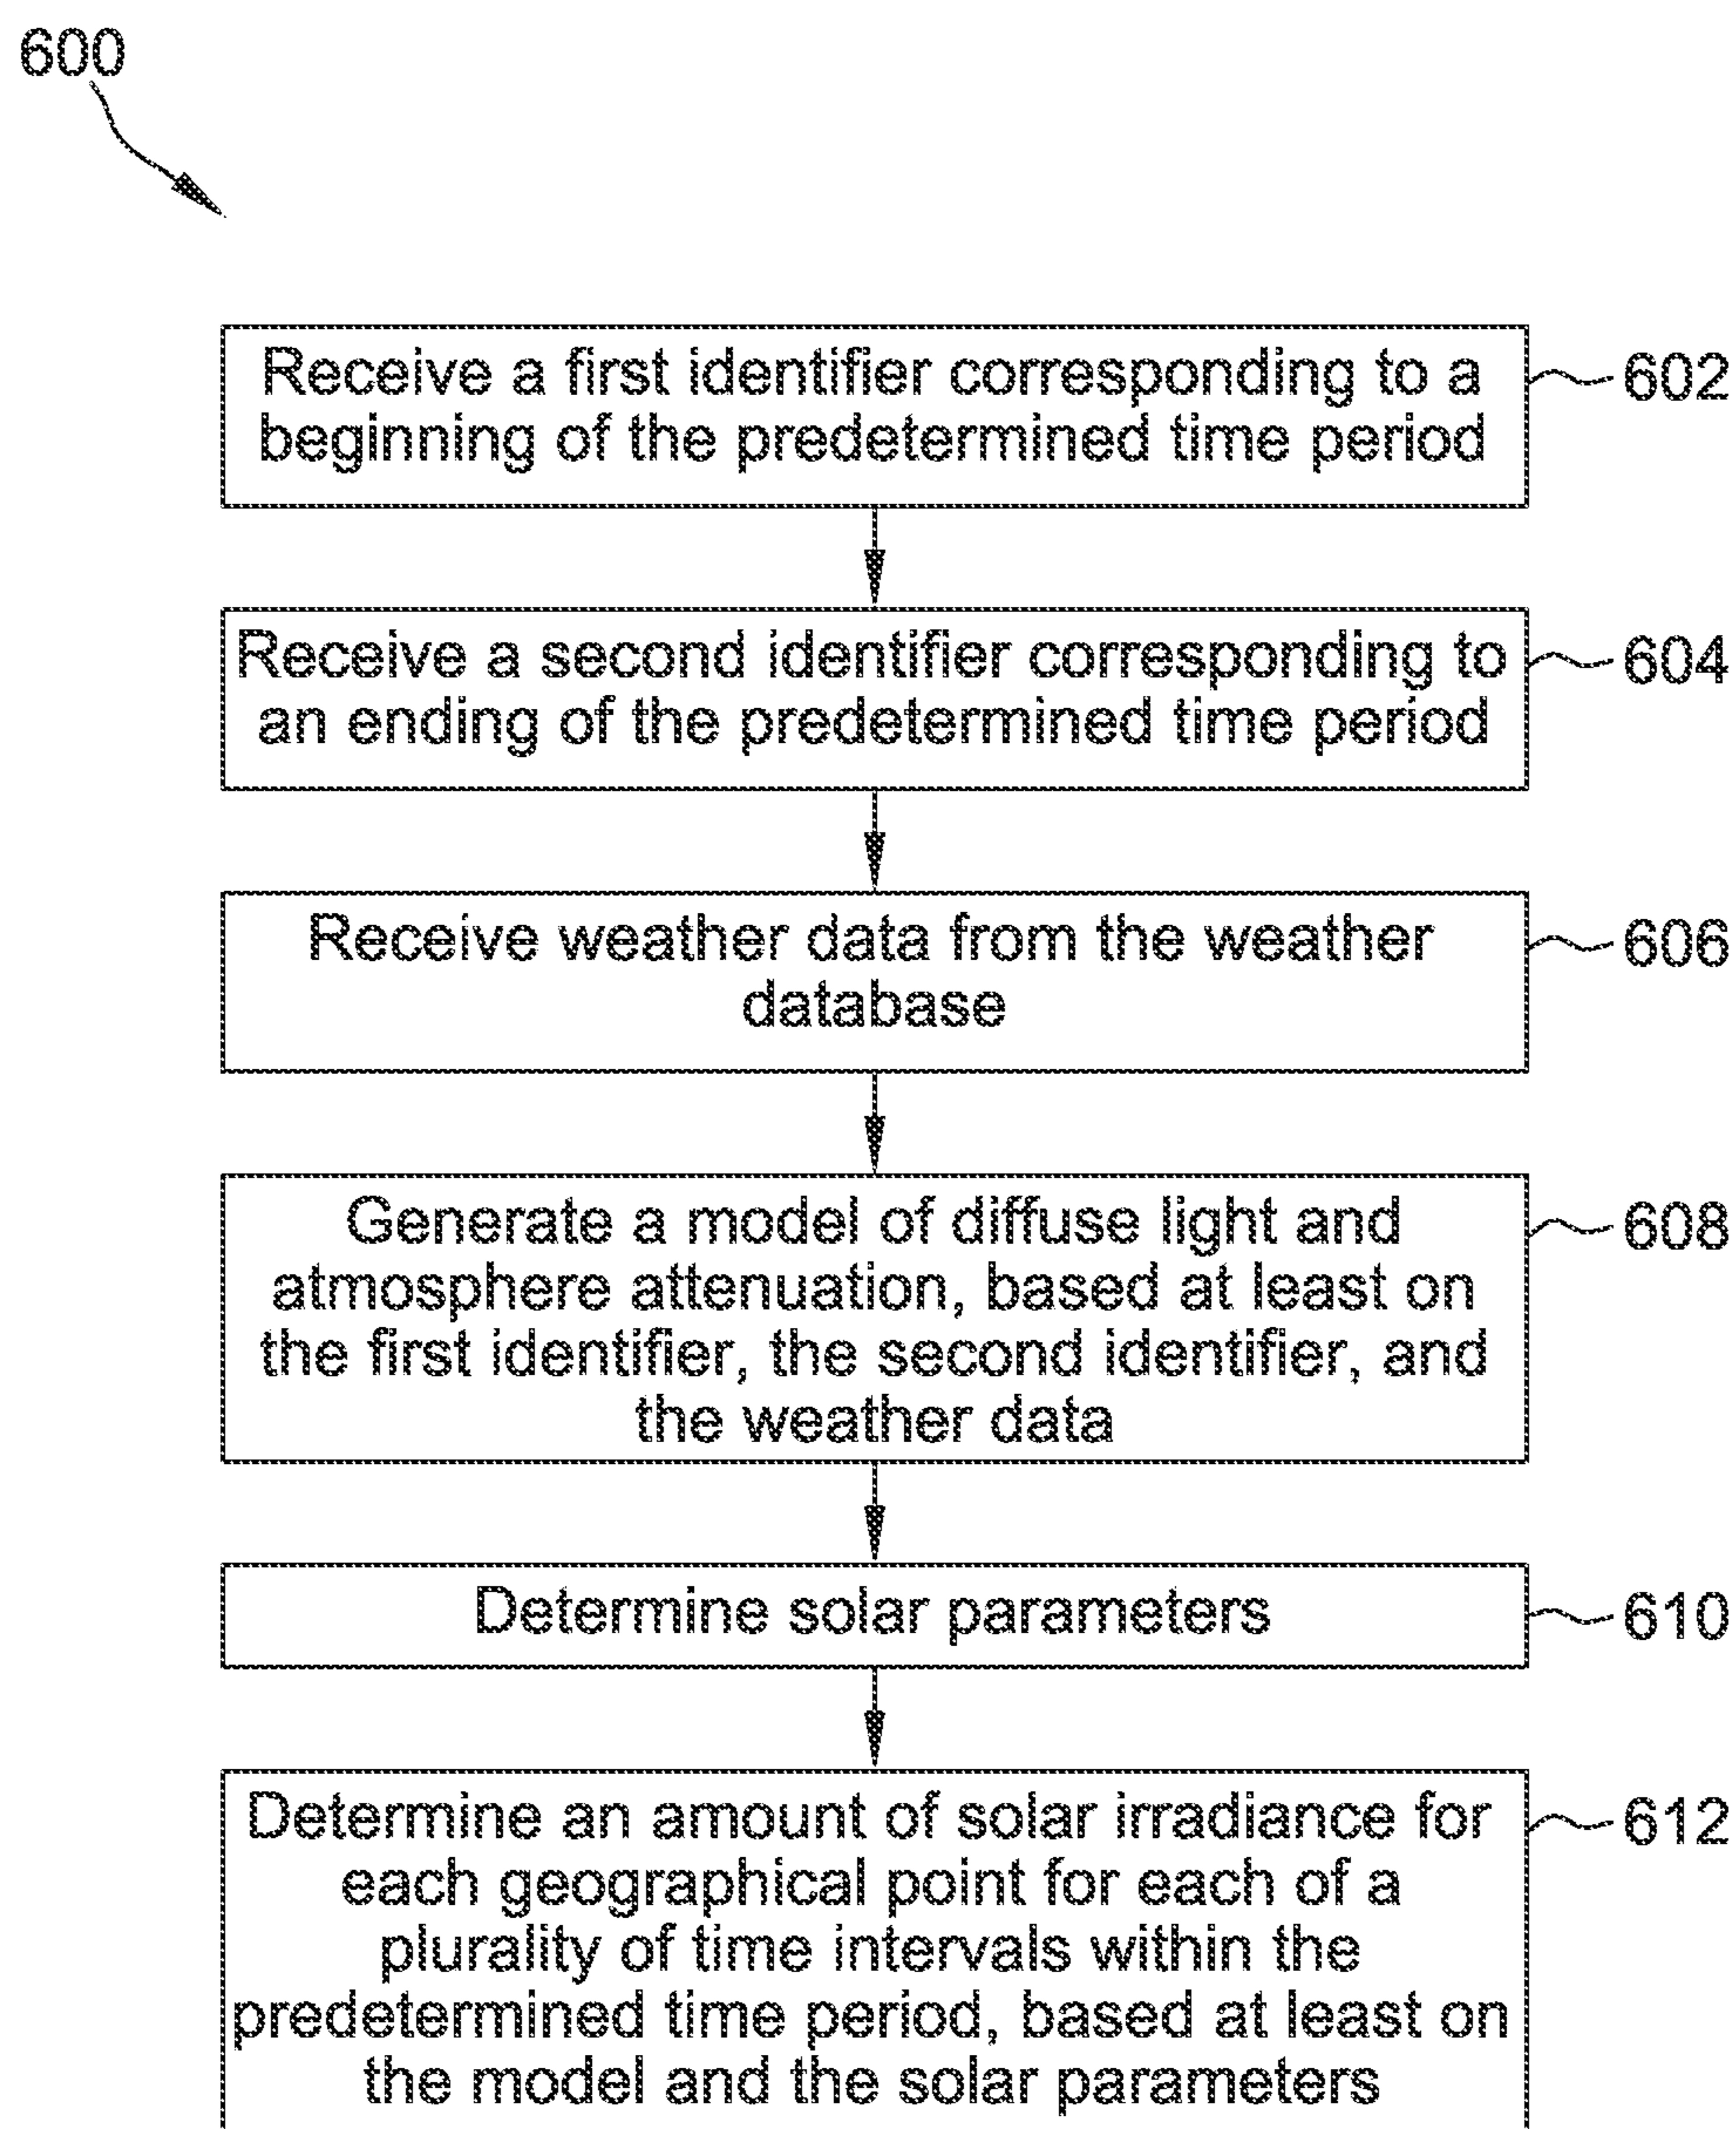 600
Receive a first identifier corresponding to a
beginning of the predetermined time period
602
Receive a second identifier corresponding to
an ending of the predetermined time period
604
Receive weather data from the weather
database
606
Generate a model of diffuse light and
atmosphere attenuation, based at least on
the first identifier, the second identifier, and
the weather data
608
Determine solar parameters
610
Determine an amount of solar irradiance for
each geographical point for each of a
plurality of time intervals within the
predetermined time period, based at least on
the model and the solar parameters
612